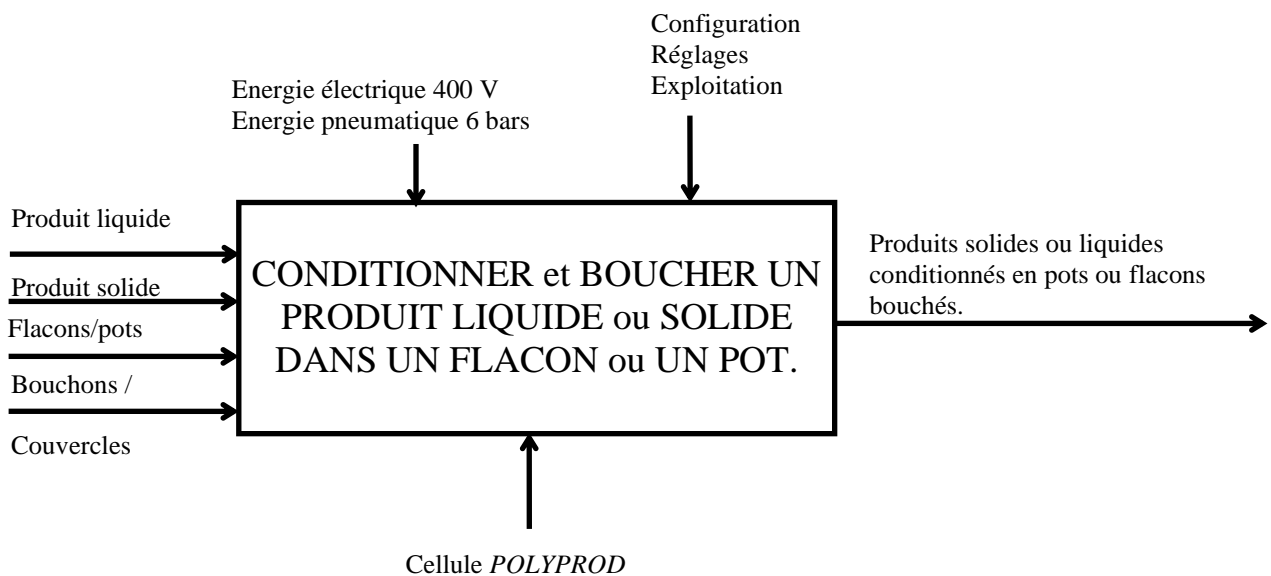 Configuration
Réglages
Exploitation
Energie électrique 400 V
Energie pneumatique 6 bars
Produit liquide
Produit solide
Flacons/pots
Bouchons /
Couvercles
CONDITIONNER et BOUCHER UN
PRODUIT LIQUIDE ou SOLIDE
DANS UN FLACON ou UN POT.
Produits solides ou liquides
conditionnés en pots ou flacons
bouchés.
Cellule POLYPROD